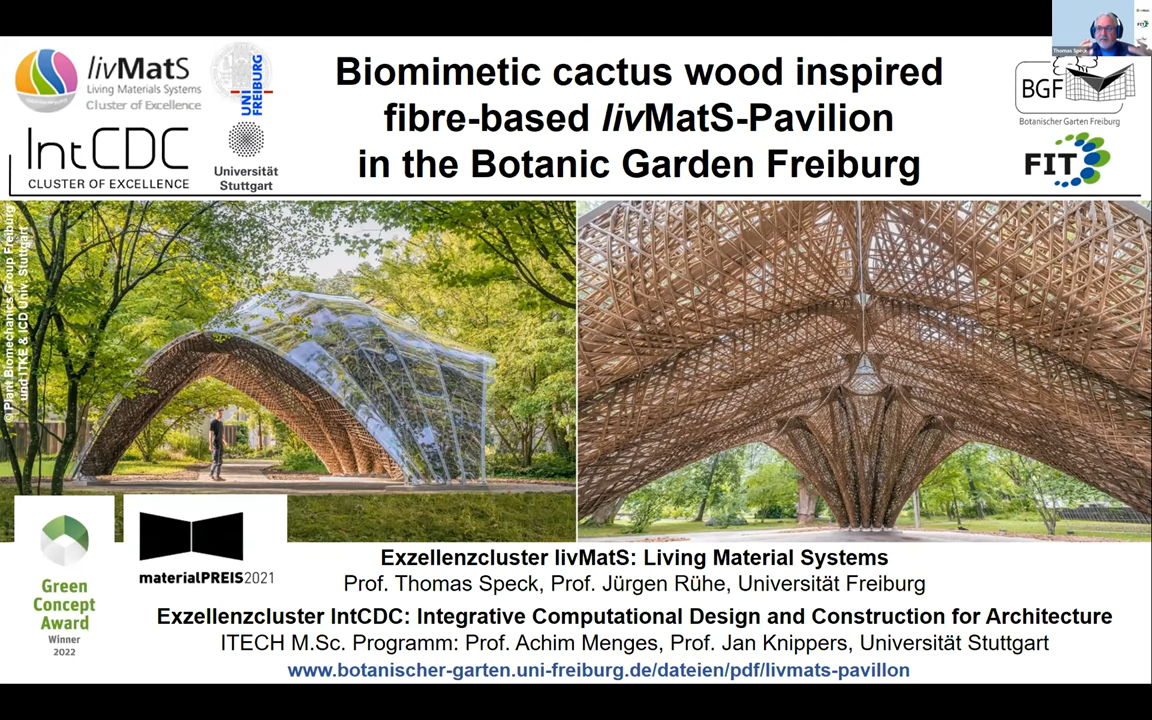 Thomas Speck
livMatS
Living Materials Systems
Cluster of Excellence
UNI
FREIBURG
IntCDC
CLUSTER OF EXCELLENCE
Universität
Stuttgart
Biomimetic cactus wood inspired
fibre-based livMatS-Pavilion
in the Botanic Garden Freiburg
BGF
Botanischer Garten Freiburg
FIT
© Plant Biomechanics Group Freiburg
und ITKE & ICD Univ. Stuttgart
Green
Concept
Award
Winner
2022
materialPREIS2021
Exzellenzcluster livMatS: Living Material Systems
Prof. Thomas Speck, Prof. Jürgen Rühe, Universität Freiburg
Exzellenzcluster IntCDC: Integrative Computational Design and Construction for Architecture
ITECH M.Sc. Programm: Prof. Achim Menges, Prof. Jan Knippers, Universität Stuttgart
www.botanischer-garten.uni-freiburg.de/dateien/pdf/livmats-pavillon